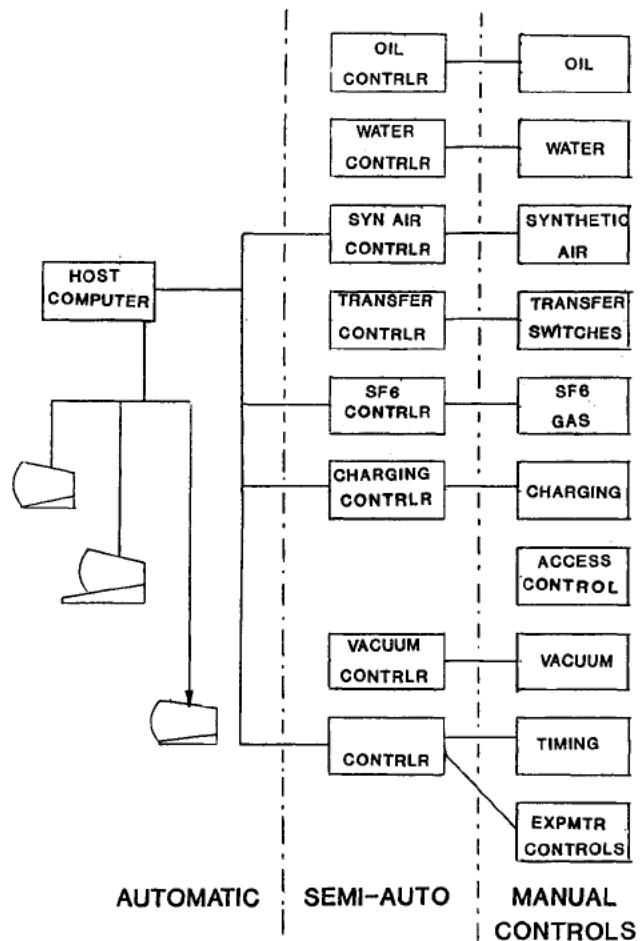 OIL
CONTRLR
OIL
WATER
CONTRLR
WATER
SYN AIR
CONTRLR
SYNTHETIC
AIR
HOST
COMPUTER
TRANSFER
CONTRLR
TRANSFER
SWITCHES
SF6
CONTRLR
SF6
GAS
CHARGING
CONTRLR
CHARGING
ACCESS
CONTROL
VACUUM
CONTRLR
VACUUM
CONTRLR
TIMING
EXPMTR
CONTROLS
AUTOMATIC
SEMI-AUTO
MANUAL
CONTROLS